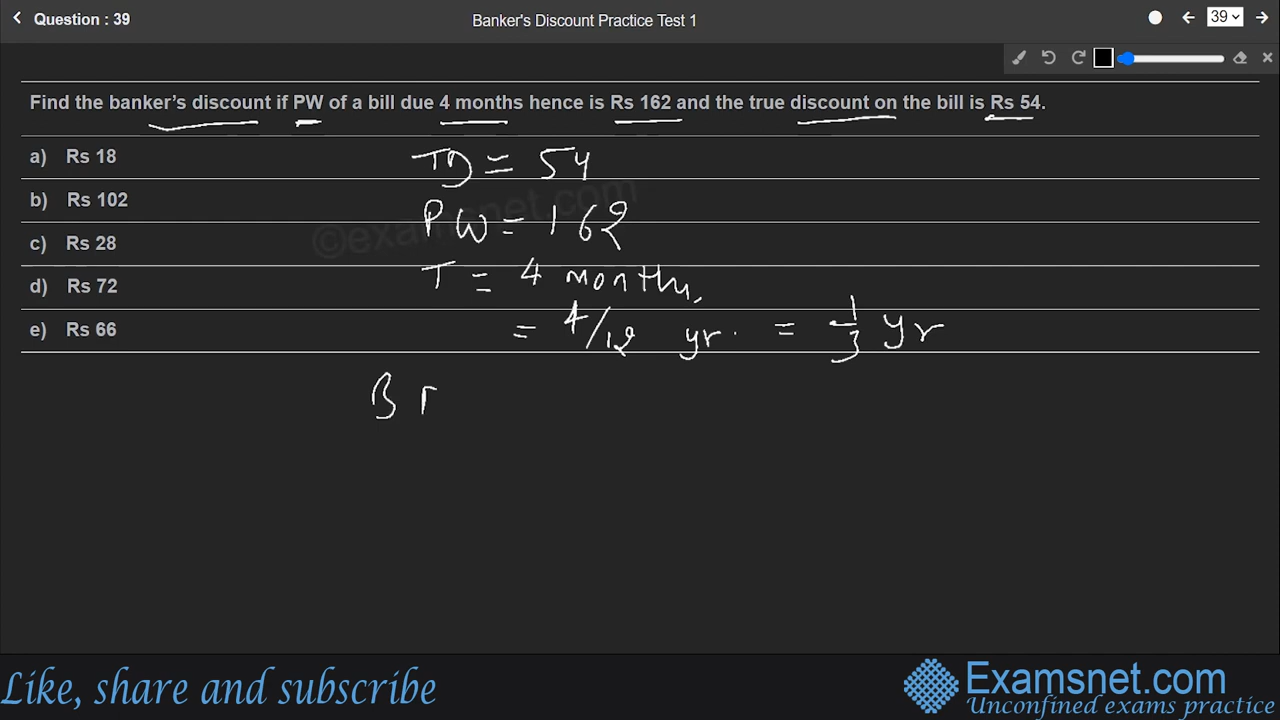 Question : 39
Banker's Discount Practice Test 1
39
Find the banker's discount if PW of a bill due 4 months hence is Rs 162 and the true discount on the bill is Rs 54.
a) Rs 18
TD = 54
b) Rs 102
PW = 162
©examsnet.com
c) Rs 28
T = 4 months
d) Rs 72
e) Rs 66
= 4/12 yr. = 1/3 yr
B
Like, share and subscribe
Examsnet.com
Unconfined exams practice